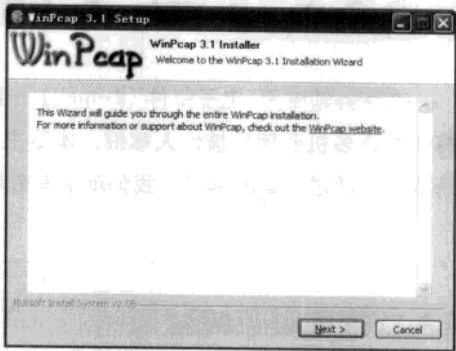 WinPcap 3.1 Setup
WinPcap
WinPcap 3.1 Installer
Welcome to the WinPcap 3.1 Installation Wizard
This Wizard will guide you through the entire WinPcap installation.
For more information or support about WinPcap, check out the WinPcap website.
Nullsoft Install System v2.05
Next >
Cancel